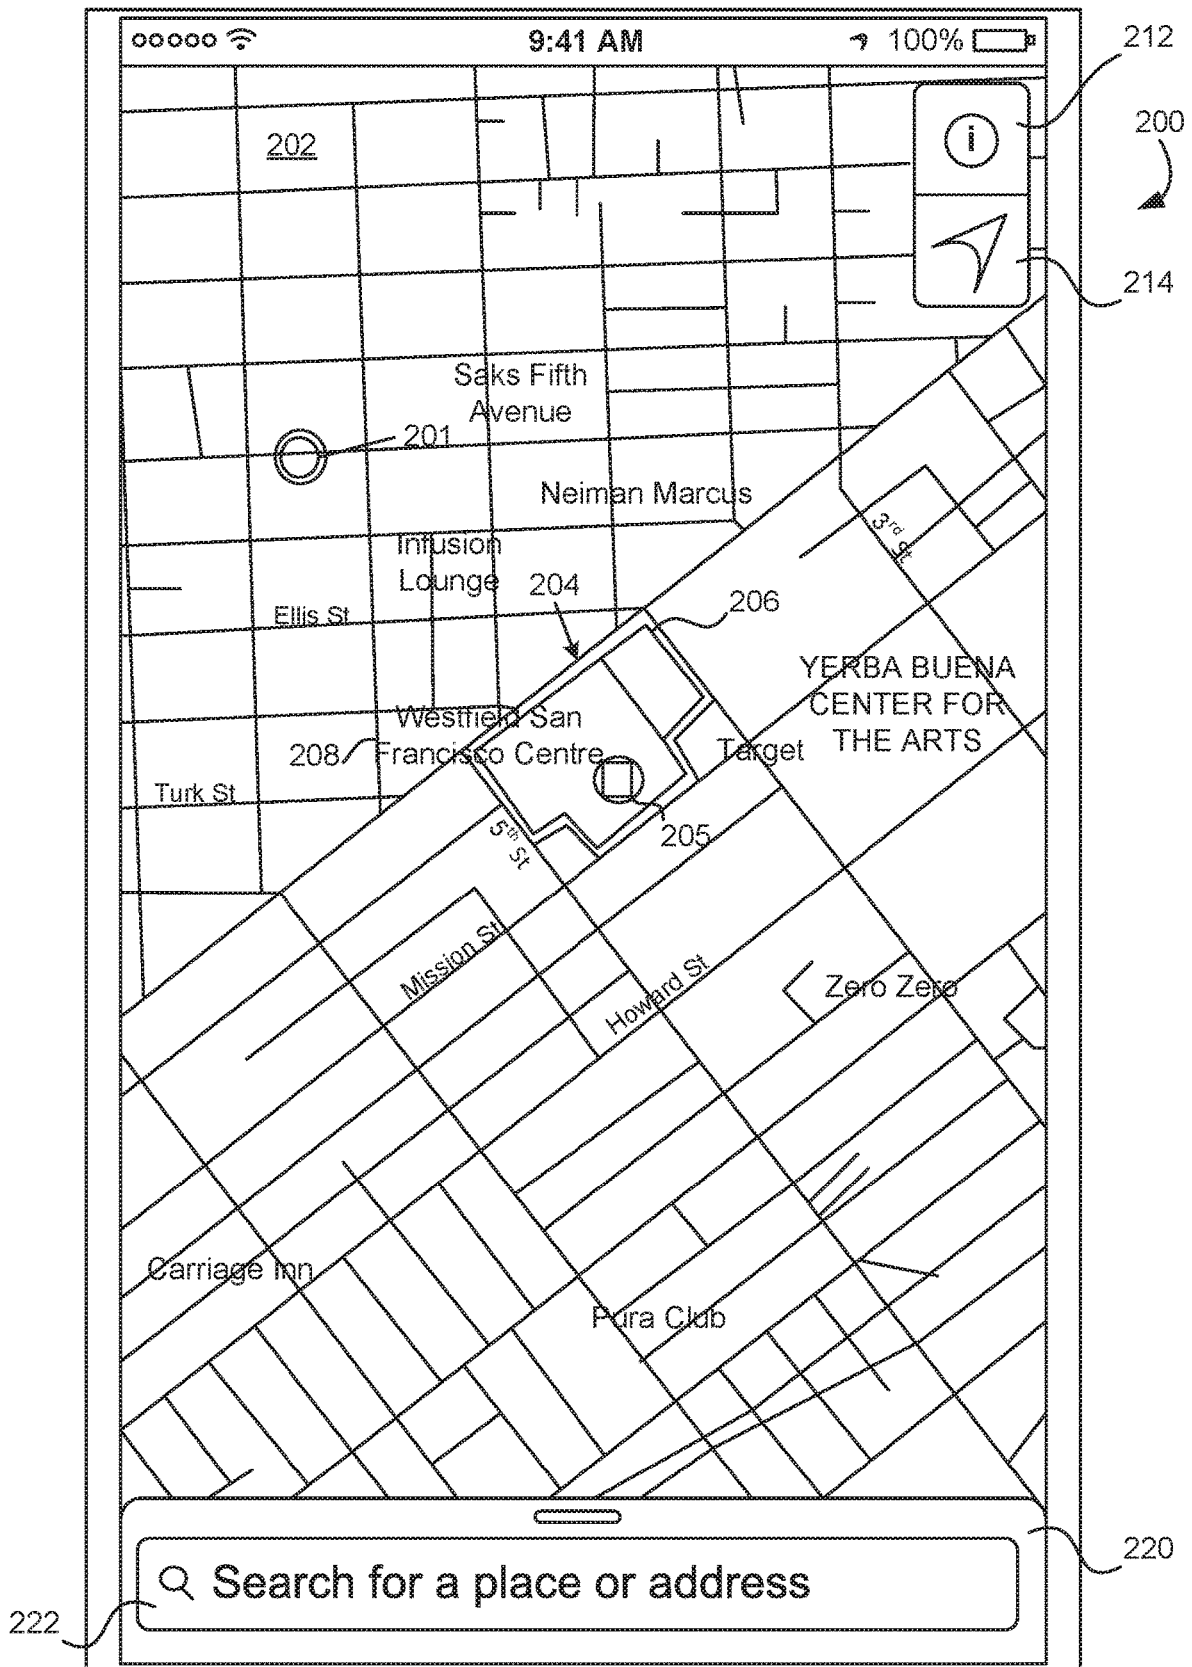 9:41 AM
100%
212
200
202
i
214
Saks Fifth
Avenue
201
Neiman Marcus
3rd St
Infusion
Lounge
204
206
Ellis St
YERBA BUENA
CENTER FOR
THE ARTS
Westfield San
Francisco Centre
208
Target
Turk St
205
5th St
Mission St
Howard St
Zero Zero
Carriage Inn
Pura Club
220
Search for a place or address
222